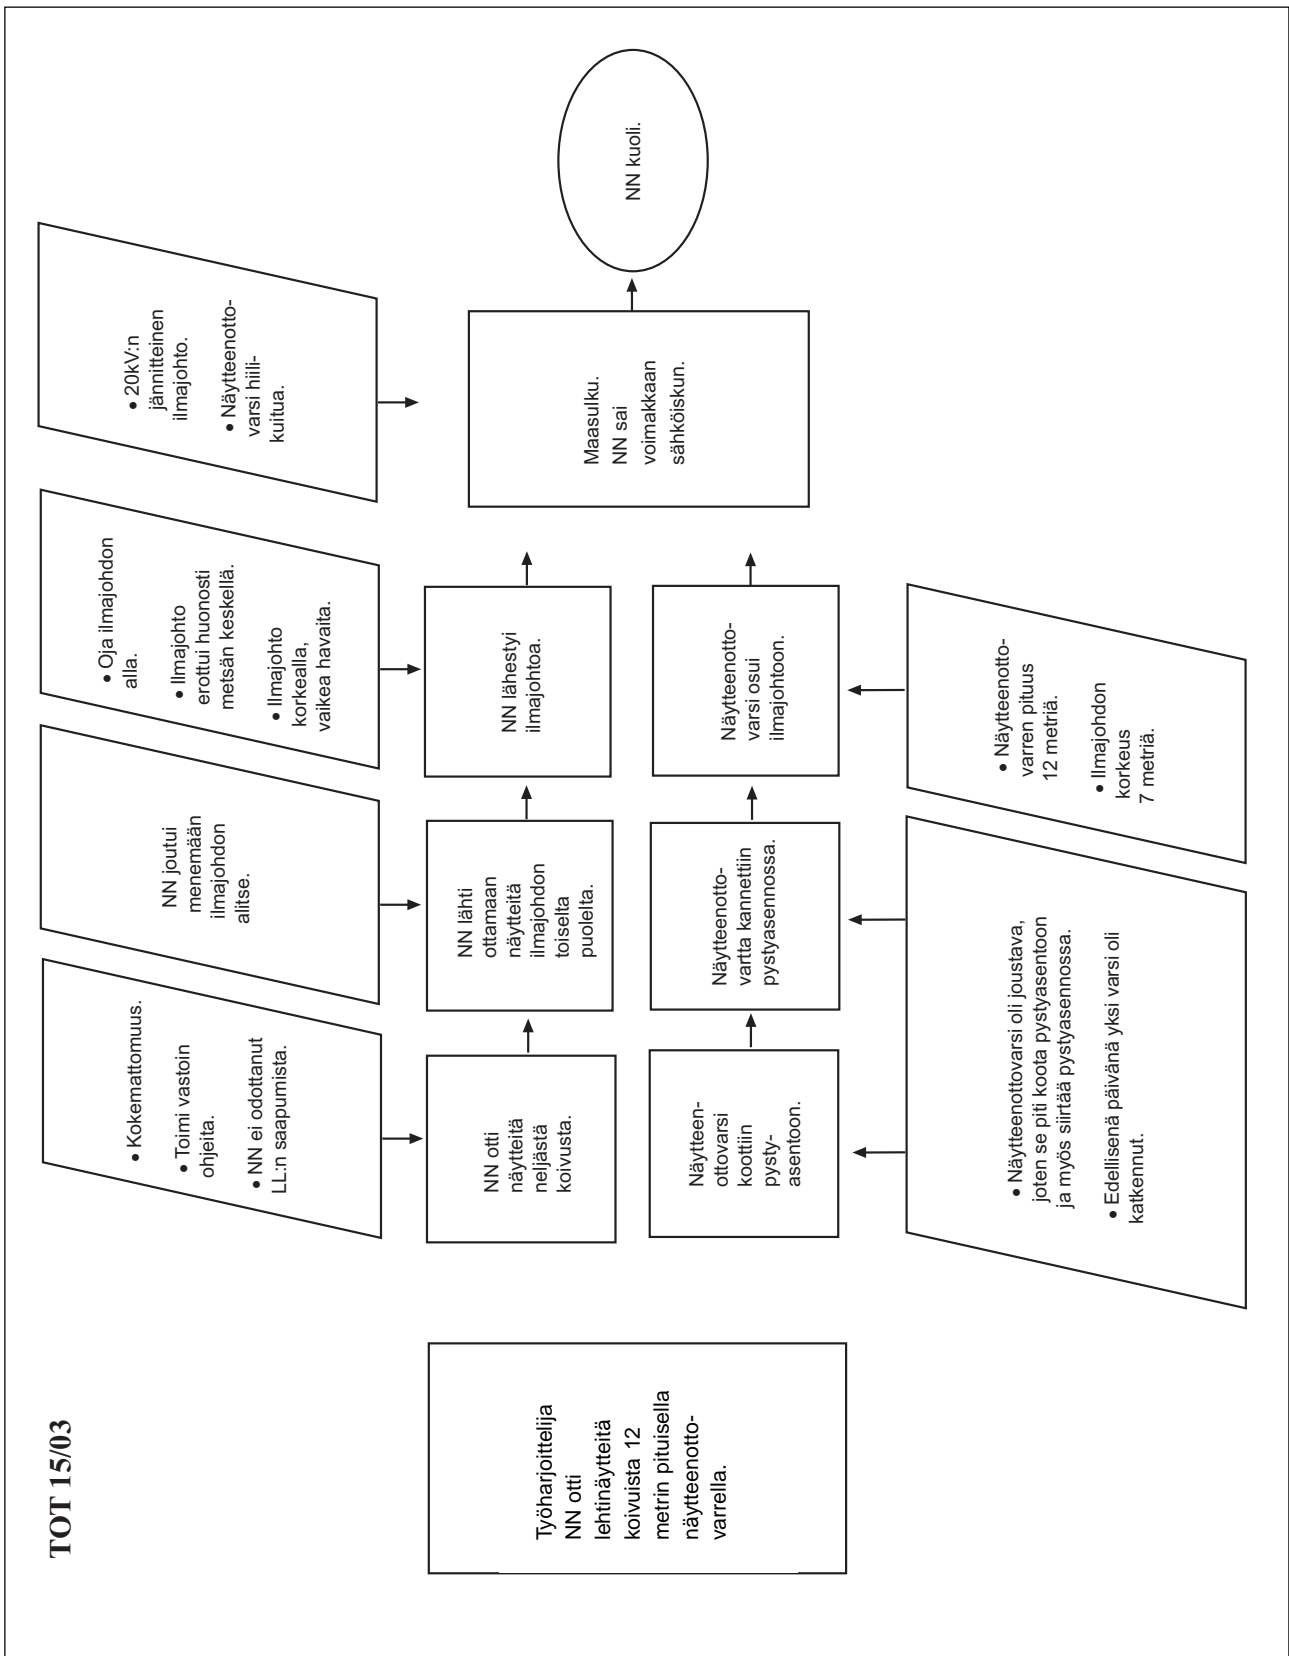 TOT 15/03
Työharjoittelija
NN otti
lehtinäytteitä
koivuista 12
metrin pituisella
näytteenotto-
varrella.
• Kokemattomuus.
• Toimi vastoin
ohjeita.
• NN ei odottanut
LL:n saapumista.
NN joutui
menemään
ilmajohdon
alitse.
• Oja ilmajohdon
alla.
• Ilmajohto
erottui huonosti
metsän keskellä.
• Ilmajohto
korkealla,
vaikea havaita.
• 20kV:n
jännitteinen
ilmajohto.
• Näytteenotto-
varsi hiili-
kuitua.
NN otti
näytteitä
neljästä
koivusta.
NN lähti
ottamaan
näytteitä
ilmajohdon
toiselta
puolelta.
NN lähestyi
ilmajohtoa.
Näytteen-
ottovarsi
koottiin
pysty-
asentoon.
Näytteenotto-
vartta kannettiin
pystyasennossa.
Näytteenotto-
varsi osui
ilmajohtoon.
Maasulku.
NN sai
voimakkaan
sähköiskun.
NN kuoli.
• Näytteenottovarsi oli joustava,
joten se piti koota pystyasentoon
ja myös siirtää pystyasennossa.
• Edellisenä päivänä yksi varsi oli
katkennut.
• Näytteenotto-
varren pituus
12 metriä.
• Ilmajohdon
korkeus
7 metriä.